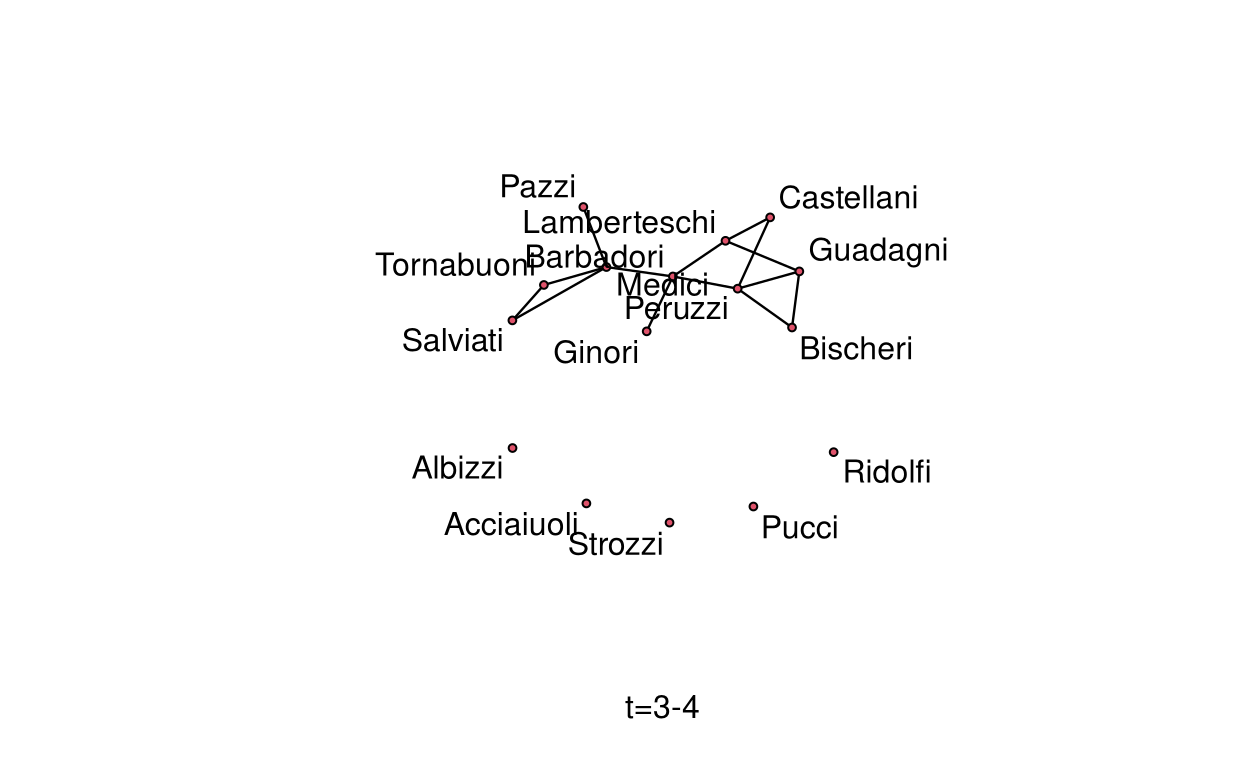 Pazzi
Castellani
Lamberteschi
Guadagni
Barbadori
Tornabuoni
Medici
Peruzzi
Salviati
Ginori
Bischeri
Albizzi
Ridolfi
Acciaiuoli
Pucci
Strozzi
t=3-4